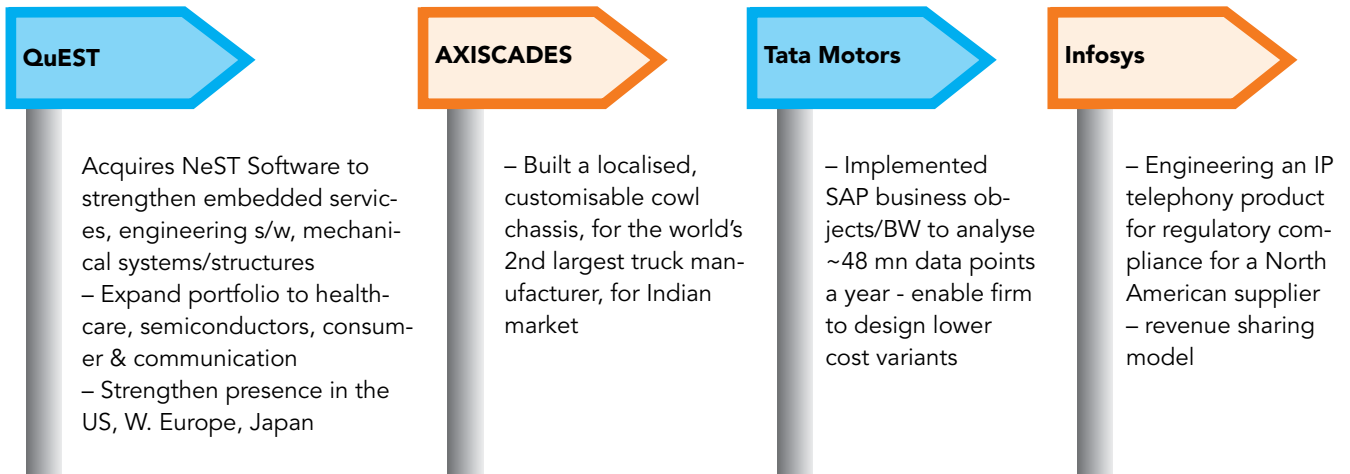 QuEST
Acquires NeST Software to
strengthen embedded servic-
es, engineering s/w, mechani-
cal systems/structures
– Expand portfolio to health-
care, semiconductors, consum-
er & communication
– Strengthen presence in the
US, W. Europe, Japan
AXISCADES
– Built a localised,
customisable cowl
chassis, for the world’s
2nd largest truck man-
ufacturer, for Indian
market
Tata Motors
– Implemented
SAP business ob-
jects/BW to analyse
~48 mn data points
a year - enable firm
to design lower
cost variants
Infosys
– Engineering an IP
telephony product
for regulatory com-
pliance for a North
American supplier
– revenue sharing
model